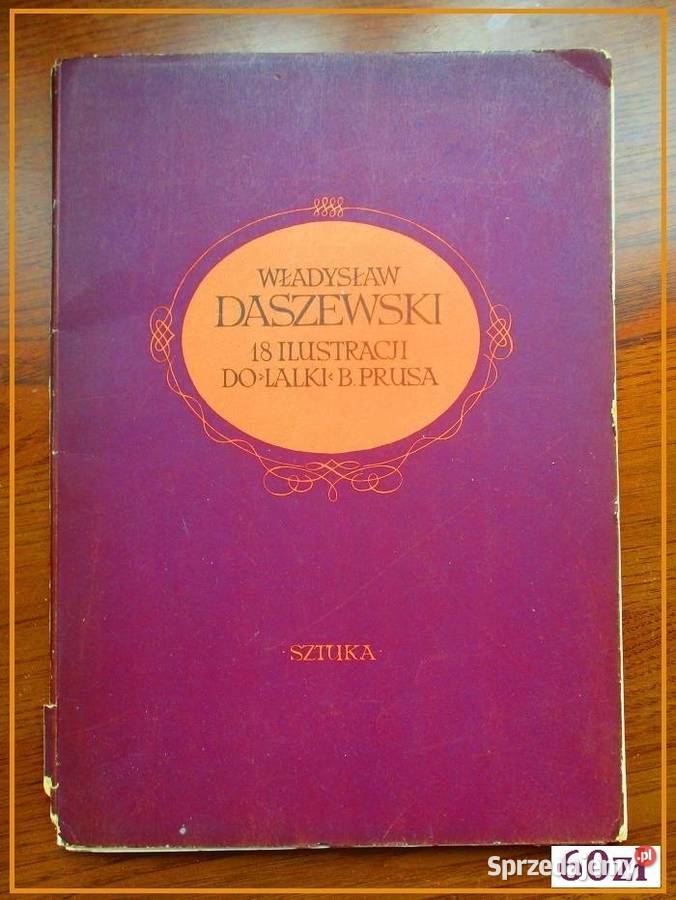 WŁADYSŁAW
DASZEWSKI
18 ILUSTRACJI
DO›LALKI‹ B. PRUSA
·SZTUKA·
60zł
Sprzedajemy.pl